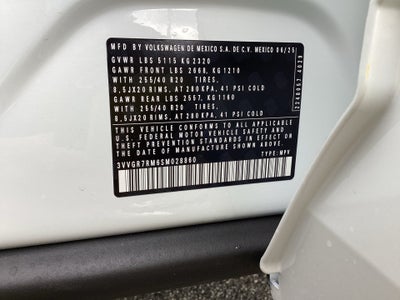 MFD BY VOLKSWAGEN DE MEXICO S.A. DE C.V. MEXICO 06/25
GVWR LBS 5115 KG 2320
GAWR FRONT LBS 2668, KG 1210
WITH 255/40 R20 TIRES.
8,5JX20 RIMS, AT 280KPA, 41 PSI COLD
GAWR REAR LBS 2557, KG 1160
WITH 255/40 R20 TIRES.
8,5JX20 RIMS, AT 280KPA, 41 PSI COLD
THIS VEHICLE CONFORMS TO ALL APPLICABLE
U.S. FEDERAL MOTOR VEHICLE SAFETY AND
THEFT PREVENTION STANDARDS IN EFFECT ON
THE DATE OF MANUFACTURE SHOWN ABOVE.
3VVGR7RM6SM028860 TYPE: MPV